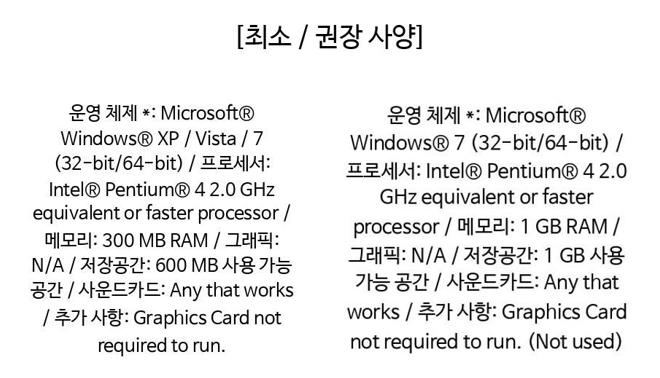 [최소 / 권장 사양]
운영 체제 *: Microsoft®
Windows® XP / Vista / 7
(32-bit/64-bit) / 프로세서:
Intel® Pentium® 4 2.0 GHz
equivalent or faster processor /
메모리: 300 MB RAM / 그래픽:
N/A / 저장공간: 600 MB 사용 가능
공간 / 사운드카드: Any that works
/ 추가 사항: Graphics Card not
required to run.
운영 체제 *: Microsoft®
Windows® 7 (32-bit/64-bit) /
프로세서: Intel® Pentium® 4 2.0
GHz equivalent or faster
processor / 메모리: 1 GB RAM /
그래픽: N/A / 저장공간: 1 GB 사용
가능 공간 / 사운드카드: Any that
works / 추가 사항: Graphics Card
not required to run. (Not used)